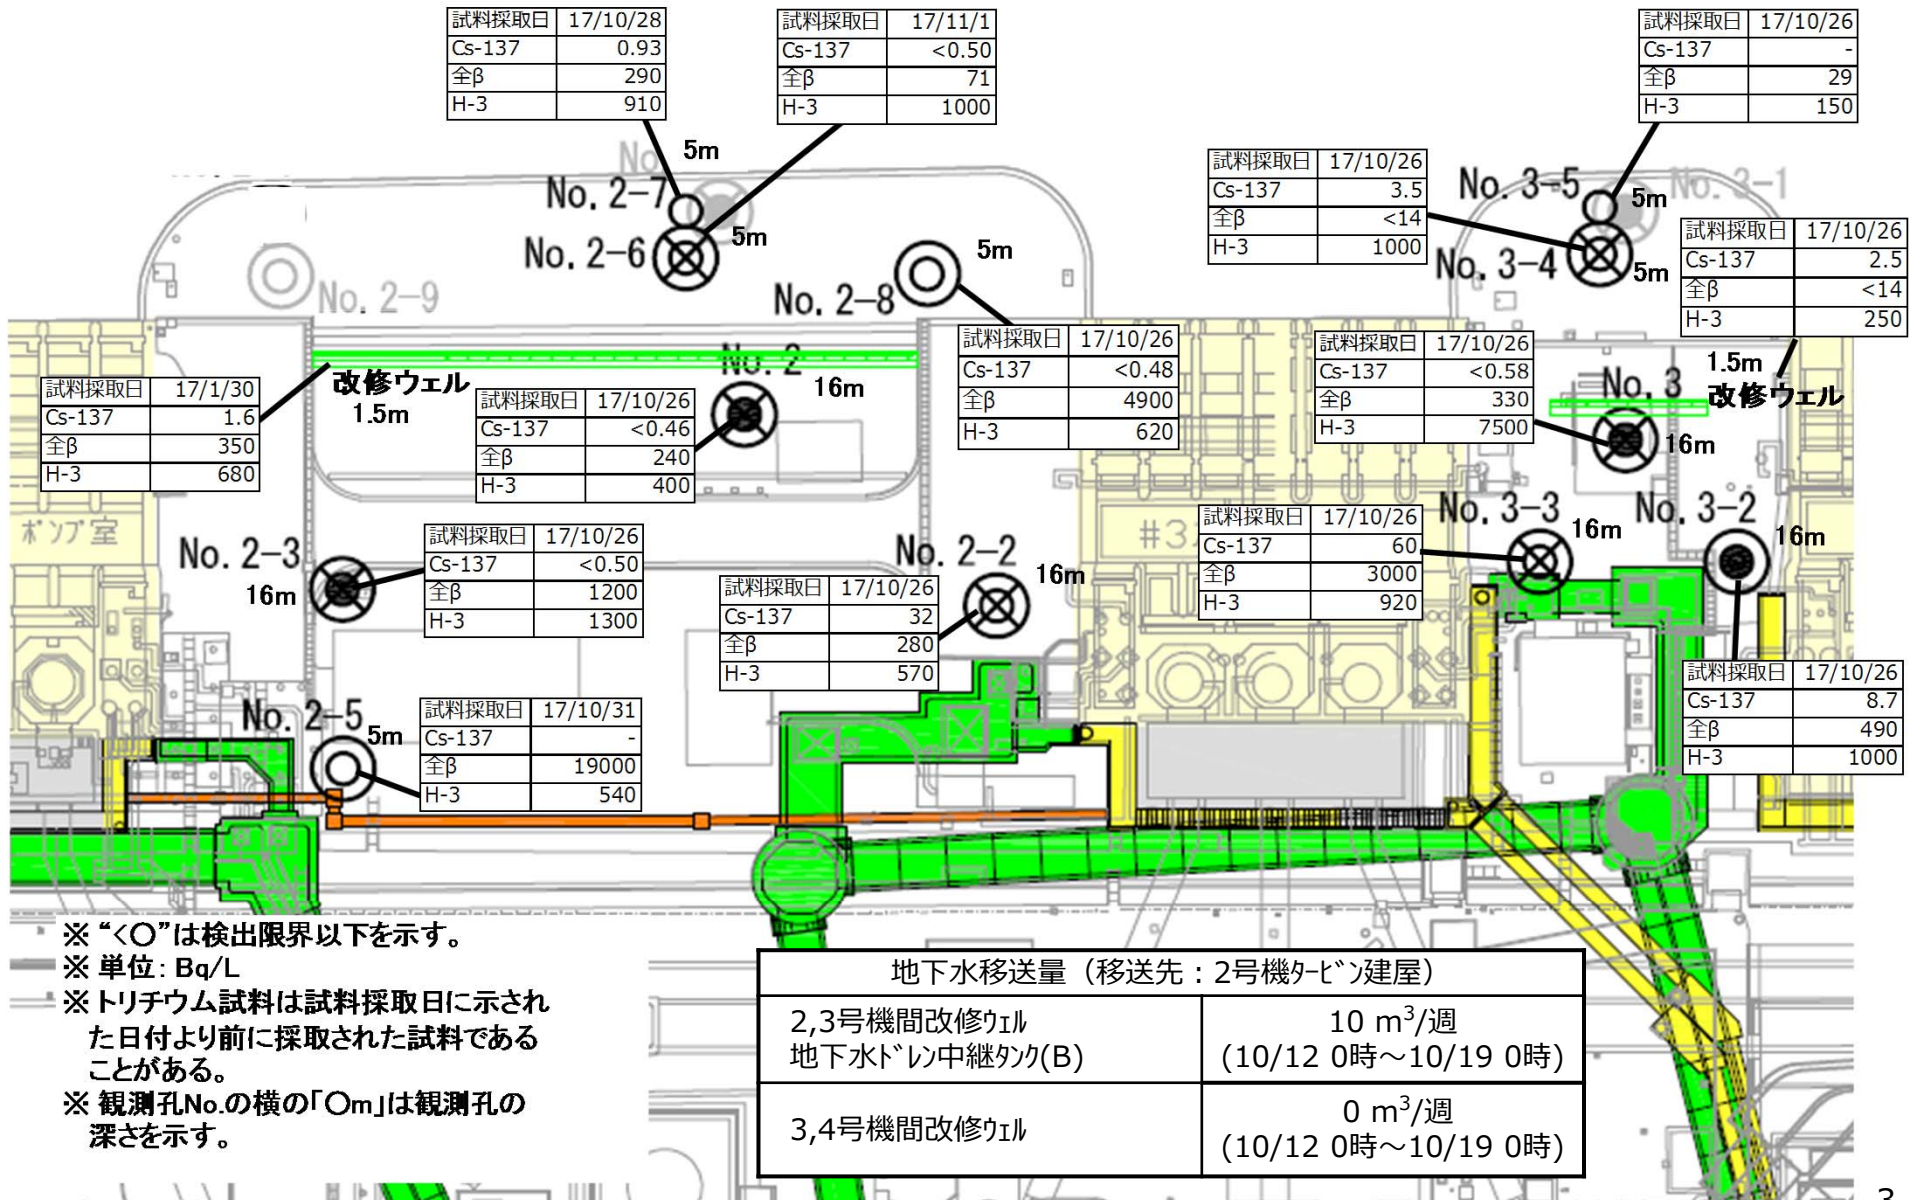 試料採取日 17/10/28
Cs-137 0.93
全β 290
H-3 910
試料採取日 17/11/1
Cs-137 <0.50
全β 71
H-3 1000
試料採取日 17/10/26
Cs-137 -
全β 29
H-3 150
No. 5m
No. 2-7
No. 2-6 5m
試料採取日 17/10/26
Cs-137 3.5
全β <14
H-3 1000
No. 3-5 5m No. 3-1
No. 3-4 5m
試料採取日 17/10/26
Cs-137 2.5
全β <14
H-3 250
No. 2-9
No. 2-8 5m
試料採取日 17/10/26
Cs-137 <0.48
全β 4900
H-3 620
試料採取日 17/10/26
Cs-137 <0.58
全β 330
H-3 7500
1.5m
改修ウェル
No. 3 16m
試料採取日 17/1/30
Cs-137 1.6
全β 350
H-3 680
改修ウェル
1.5m
No. 2 16m
試料採取日 17/10/26
Cs-137 <0.46
全β 240
H-3 400
ポンプ室
No. 2-3
16m
試料採取日 17/10/26
Cs-137 <0.50
全β 1200
H-3 1300
No. 2-2
16m
試料採取日 17/10/26
Cs-137 32
全β 280
H-3 570
#3
試料採取日 17/10/26
Cs-137 60
全β 3000
H-3 920
No. 3-3 16m
No. 3-2 16m
試料採取日 17/10/26
Cs-137 8.7
全β 490
H-3 1000
No. 2-5 5m
試料採取日 17/10/31
Cs-137 -
全β 19000
H-3 540
※ “<〇”は検出限界以下を示す。
※ 単位: Bq/L
※ トリチウム試料は試料採取日に示され
た日付より前に採取された試料である
ことがある。
※ 観測孔No.の横の「〇m」は観測孔の
深さを示す。
地下水移送量（移送先：2号機ﾀｰﾋﾞﾝ建屋）
2,3号機間改修ｳｪﾙ
地下水ﾄﾞﾚﾝ中継ﾀﾝｸ(B)
10 m³/週
(10/12 0時～10/19 0時)
3,4号機間改修ｳｪﾙ
0 m³/週
(10/12 0時～10/19 0時)
3